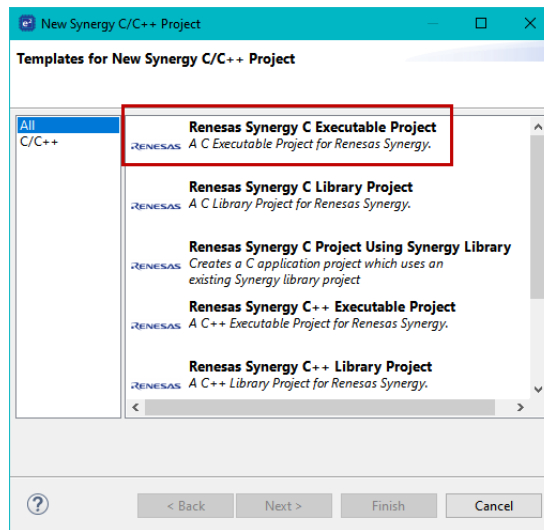 e² New Synergy C/C++ Project
Templates for New Synergy C/C++ Project
All
C/C++
RENESAS
Renesas Synergy C Executable Project
A C Executable Project for Renesas Synergy.
RENESAS
Renesas Synergy C Library Project
A C Library Project for Renesas Synergy.
RENESAS
Renesas Synergy C Project Using Synergy Library
Creates a C application project which uses an
existing Synergy library project
RENESAS
Renesas Synergy C++ Executable Project
A C++ Executable Project for Renesas Synergy.
RENESAS
Renesas Synergy C++ Library Project
A C++ Library Project for Renesas Synergy.
? < Back Next > Finish Cancel